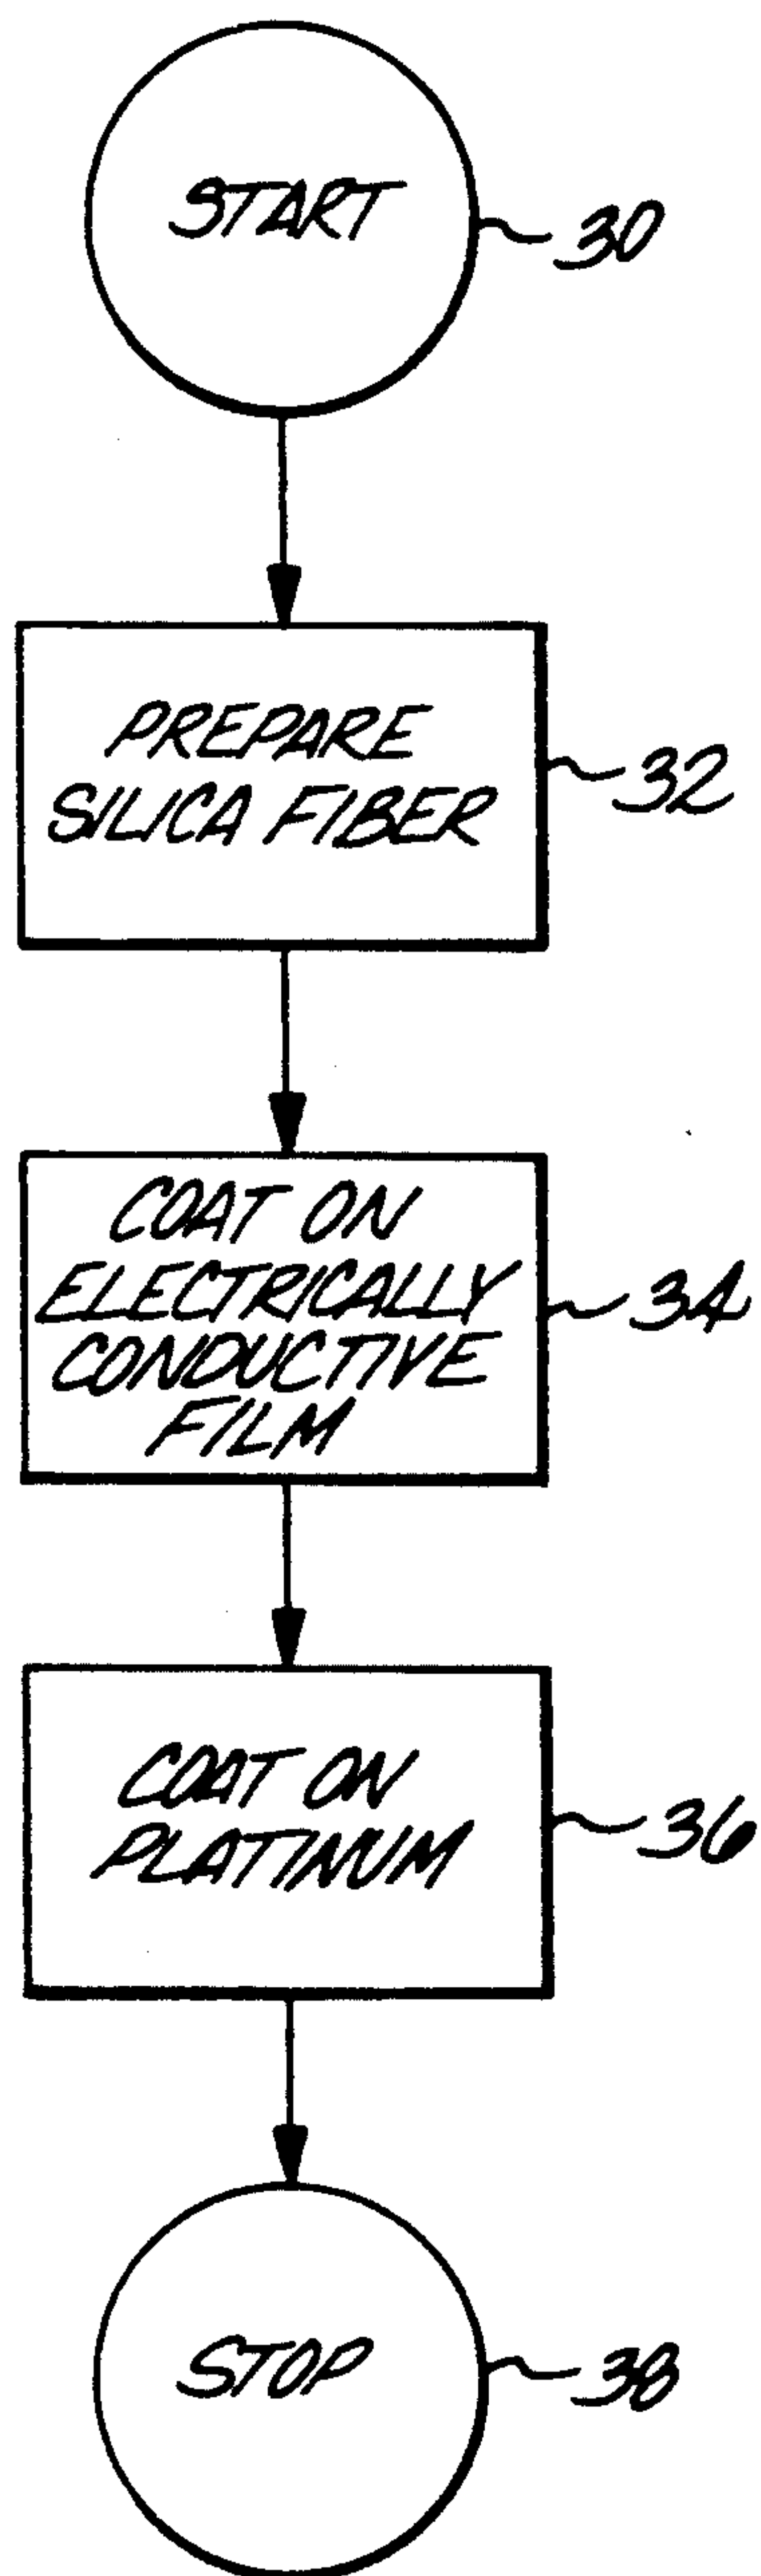 START
30
PREPARE
SILICA FIBER
32
COAT ON
ELECTRICALLY
CONDUCTIVE
FILM
34
COAT ON
PLATINUM
36
STOP
38